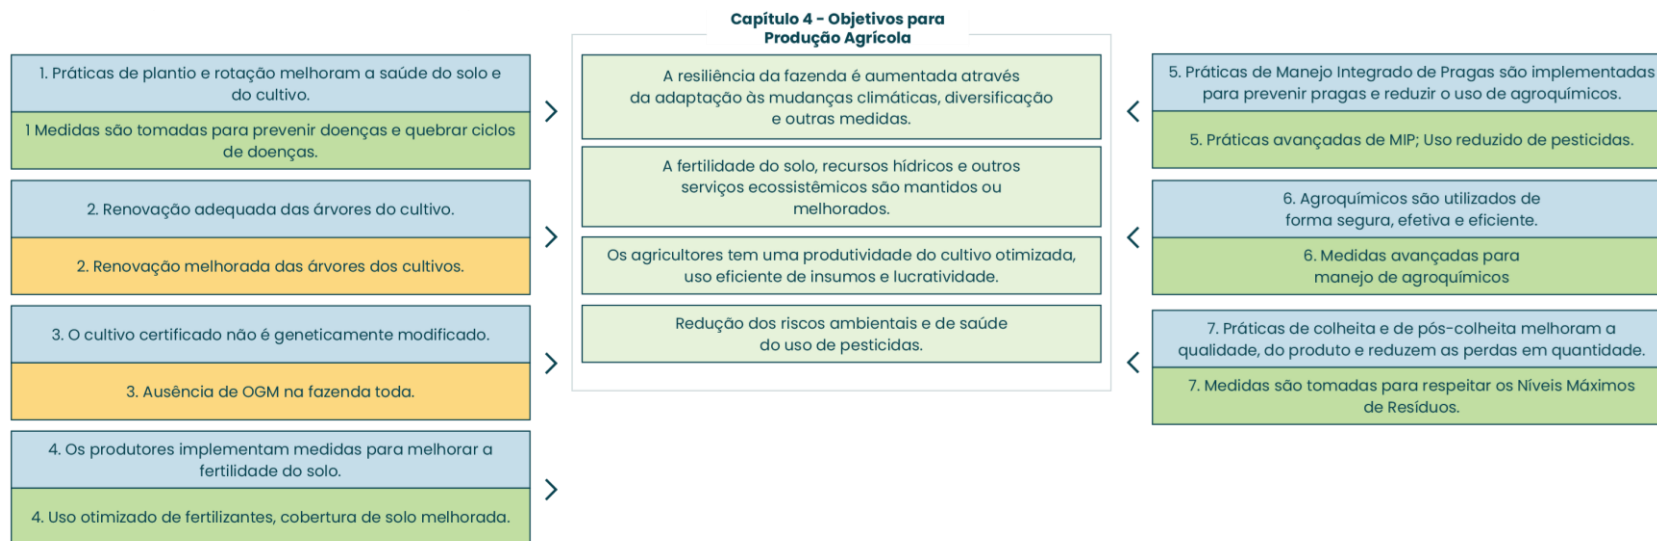 Capítulo 4 - Objetivos para
Produção Agrícola
1. Práticas de plantio e rotação melhoram a saúde do solo e
do cultivo.
1 Medidas são tomadas para prevenir doenças e quebrar ciclos
de doenças.
2. Renovação adequada das árvores do cultivo.
2. Renovação melhorada das árvores dos cultivos.
3. O cultivo certificado não é geneticamente modificado.
3. Ausência de OGM na fazenda toda.
4. Os produtores implementam medidas para melhorar a
fertilidade do solo.
4. Uso otimizado de fertilizantes, cobertura de solo melhorada.
A resiliência da fazenda é aumentada através
da adaptação às mudanças climáticas, diversificação
e outras medidas.
A fertilidade do solo, recursos hídricos e outros
serviços ecossistêmicos são mantidos ou
melhorados.
Os agricultores tem uma produtividade do cultivo otimizada,
uso eficiente de insumos e lucratividade.
Redução dos riscos ambientais e de saúde
do uso de pesticidas.
5. Práticas de Manejo Integrado de Pragas são implementadas
para prevenir pragas e reduzir o uso de agroquímicos.
5. Práticas avançadas de MIP; Uso reduzido de pesticidas.
6. Agroquímicos são utilizados de
forma segura, efetiva e eficiente.
6. Medidas avançadas para
manejo de agroquímicos
7. Práticas de colheita e de pós-colheita melhoram a
qualidade, do produto e reduzem as perdas em quantidade.
7. Medidas são tomadas para respeitar os Níveis Máximos
de Resíduos.